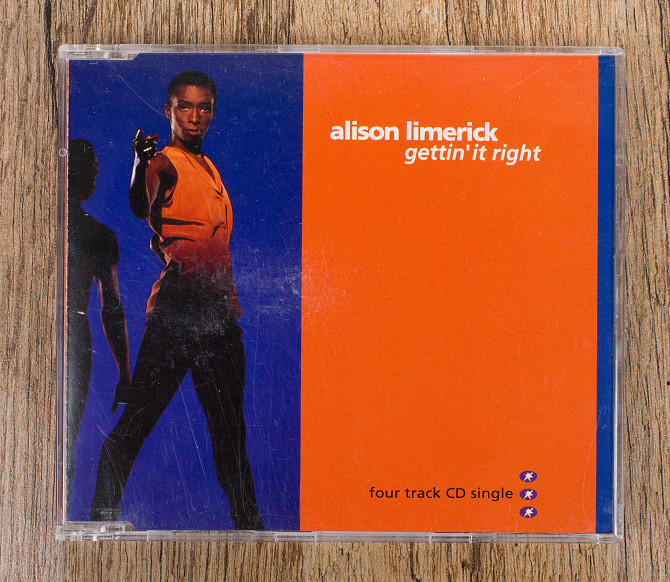 alison limerick
gettin' it right
four track CD single